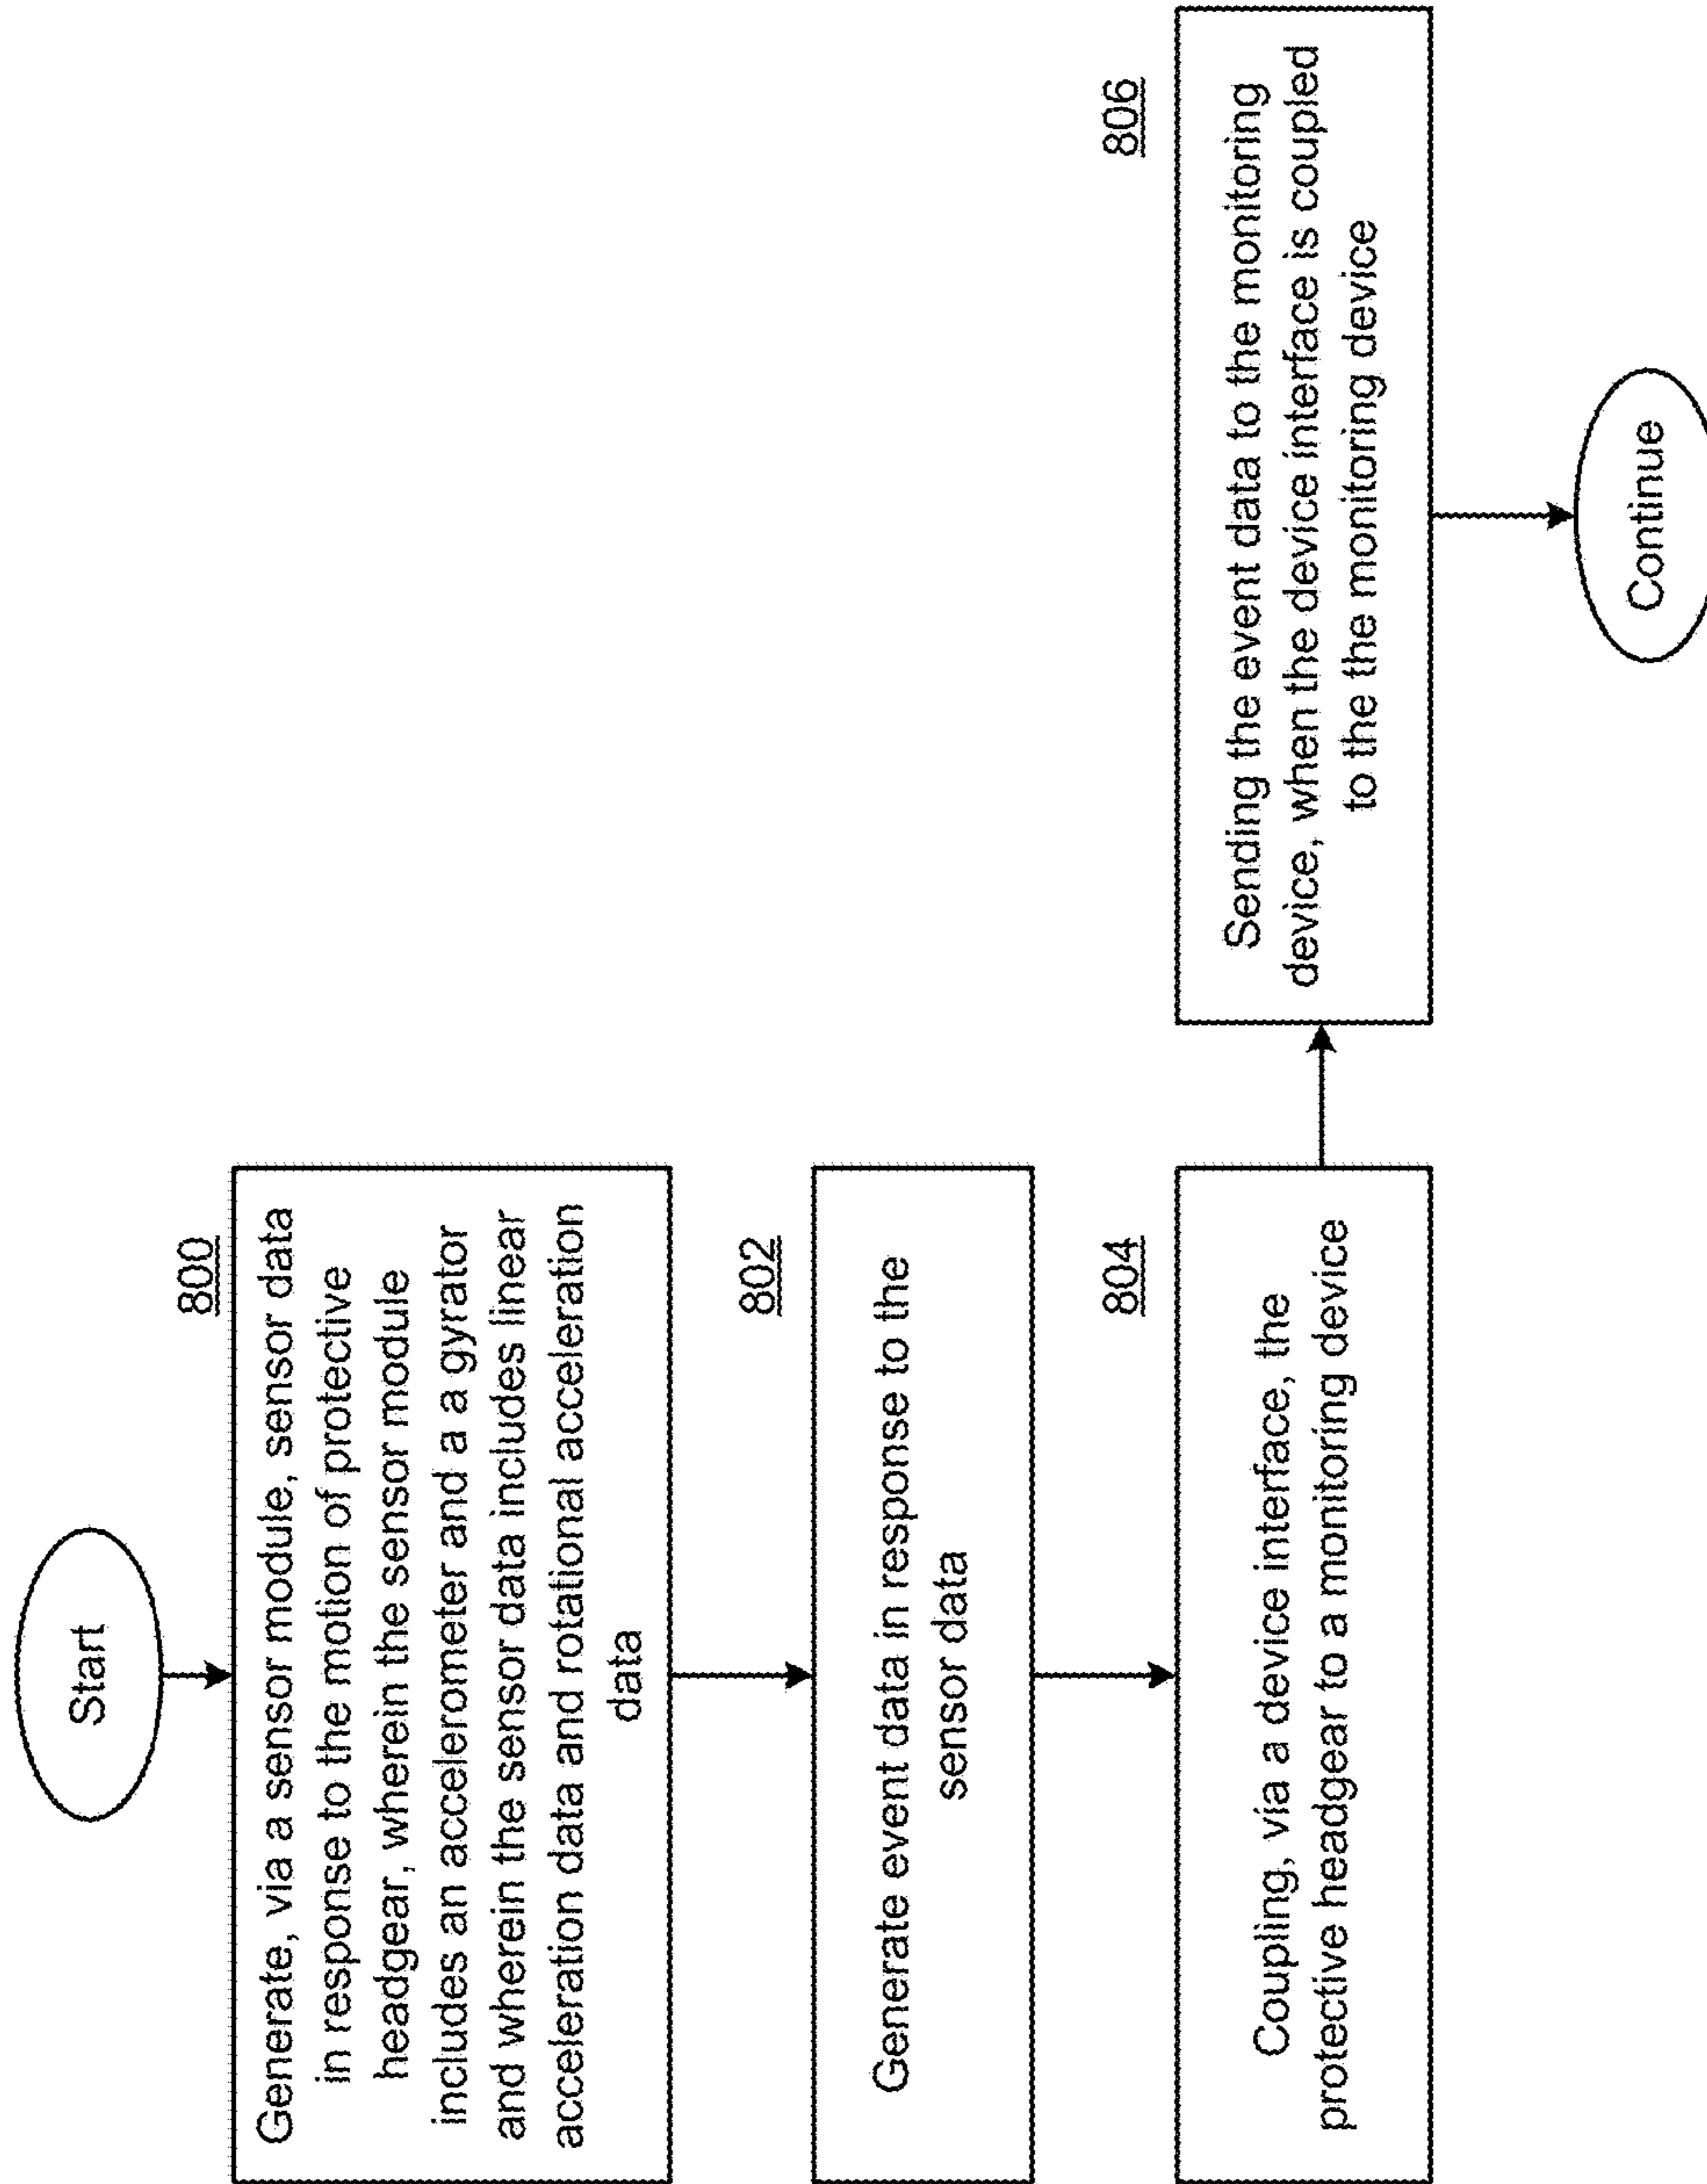 Start
800
Generate, via a sensor module, sensor data
in response to the motion of protective
headgear, wherein the sensor module
includes an accelerometer and a a gyrator
and wherein the sensor data includes linear
acceleration data and rotational acceleration
data
802
Generate event data in response to the
sensor data
804
Coupling, via a device interface, the
protective headgear to a monitoring device
806
Sending the event data to the monitoring
device, when the device interface is coupled
to the the monitoring device
Continue